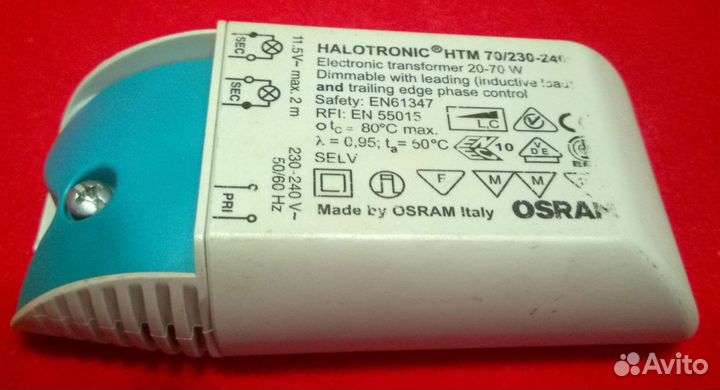 HALOTRONIC® HTM 70/230-240
Electronic transformer 20-70 W
Dimmable with leading (inductive load)
and trailing edge phase control
Safety: EN61347
RFI: EN 55015
tc = 80°C max.
λ = 0,95; ta = 50°C
SELV
L,C
10
VDE
F M M
Made by OSRAM Italy
OSRAM
SEC
SEC
11.5V~ max. 2 m
PRI
230-240 V~
50/60 Hz
Avito